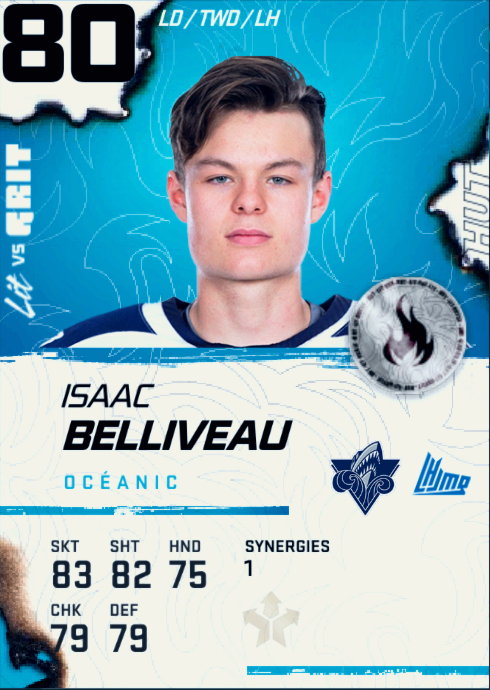 80
LD / TWD / LH
Lit VS GRIT
HUT
ISAAC
BELLIVEAU
OCÉANIC
LHJMQ
SKT SHT HND SYNERGIES
83 82 75 1
CHK DEF
79 79